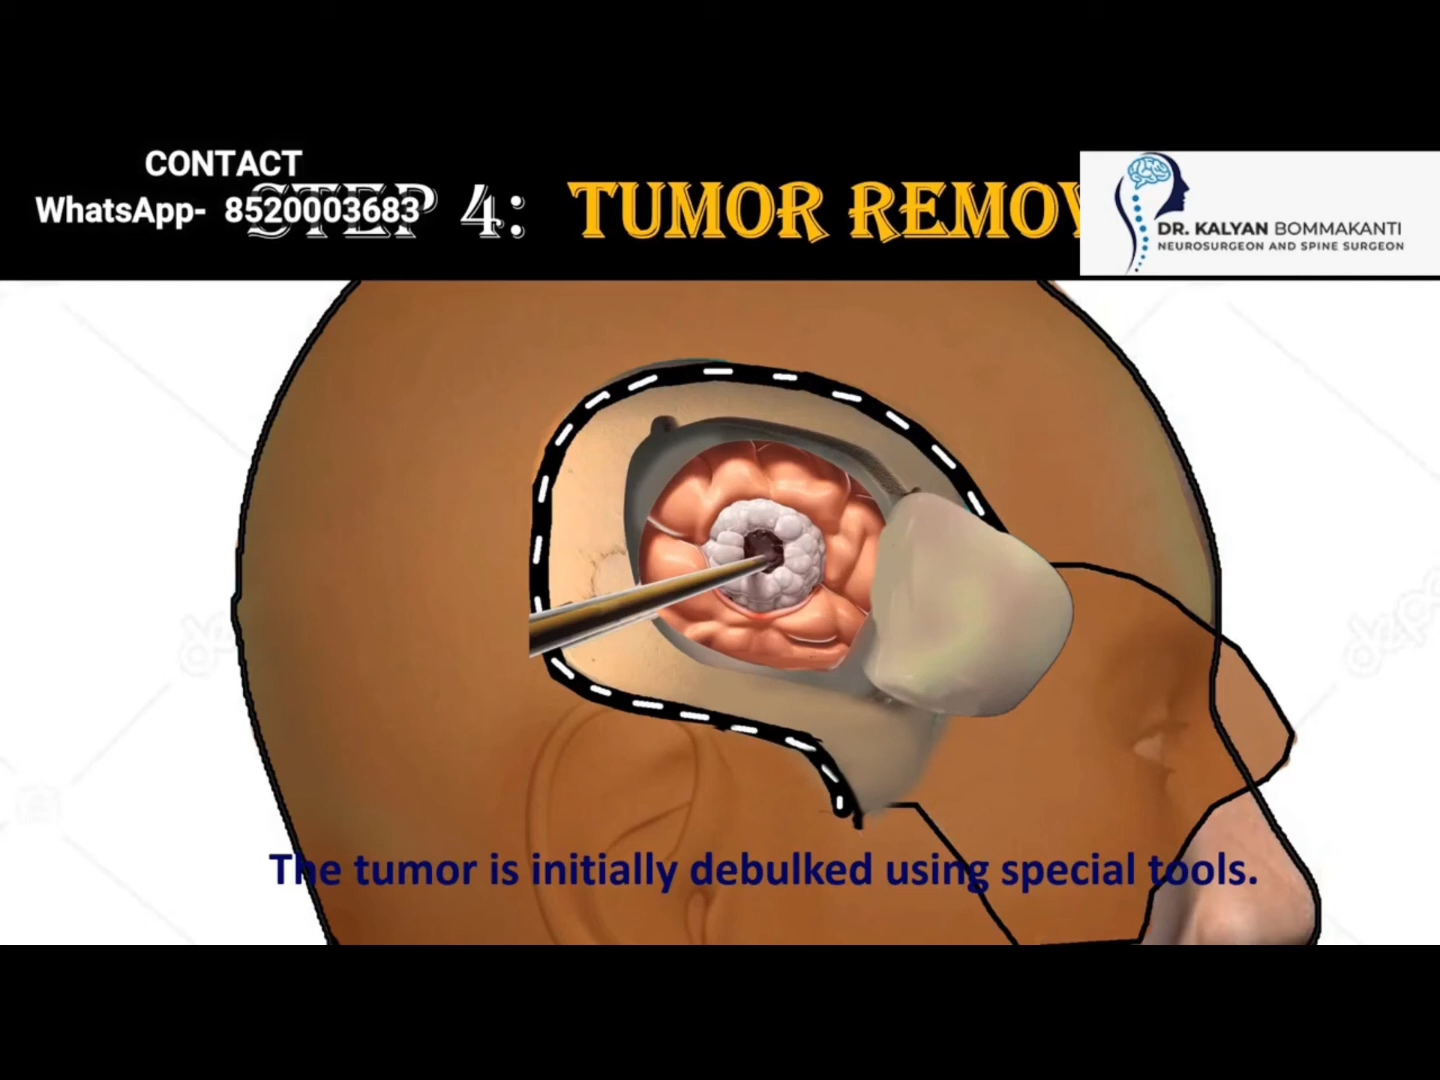 CONTACT
WhatsApp- 8520003683
STEP 4: TUMOR REMOV
DR. KALYAN BOMMAKANTI
NEUROSURGEON AND SPINE SURGEON
The tumor is initially debulked using special tools.